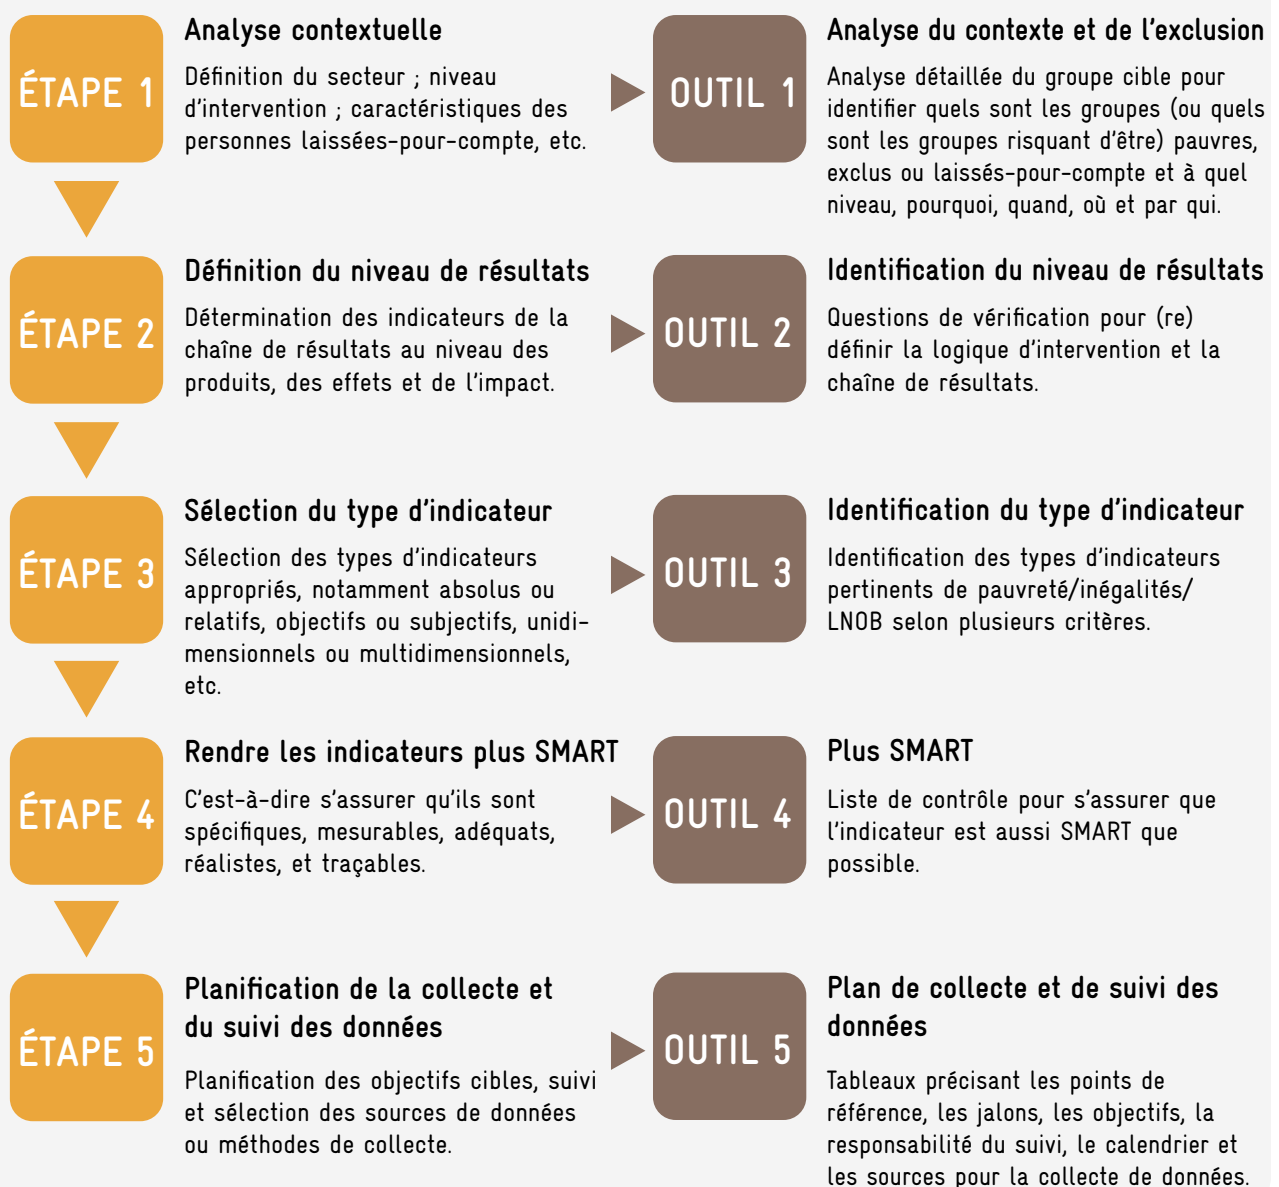 ÉTAPE 1
Analyse contextuelle
Définition du secteur ; niveau
d'intervention ; caractéristiques des
personnes laissées-pour-compte, etc.
OUTIL 1
Analyse du contexte et de l'exclusion
Analyse détaillée du groupe cible pour
identifier quels sont les groupes (ou quels
sont les groupes risquant d'être) pauvres,
exclus ou laissés-pour-compte et à quel
niveau, pourquoi, quand, où et par qui.
ÉTAPE 2
Définition du niveau de résultats
Détermination des indicateurs de la
chaîne de résultats au niveau des
produits, des effets et de l'impact.
OUTIL 2
Identification du niveau de résultats
Questions de vérification pour (re)
définir la logique d'intervention et la
chaîne de résultats.
ÉTAPE 3
Sélection du type d'indicateur
Sélection des types d'indicateurs
appropriés, notamment absolus ou
relatifs, objectifs ou subjectifs, unidi-
mensionnels ou multidimensionnels,
etc.
OUTIL 3
Identification du type d'indicateur
Identification des types d'indicateurs
pertinents de pauvreté/inégalités/
LNOB selon plusieurs critères.
ÉTAPE 4
Rendre les indicateurs plus SMART
C'est-à-dire s'assurer qu'ils sont
spécifiques, mesurables, adéquats,
réalistes, et traçables.
OUTIL 4
Plus SMART
Liste de contrôle pour s'assurer que
l'indicateur est aussi SMART que
possible.
ÉTAPE 5
Planification de la collecte et
du suivi des données
Planification des objectifs cibles, suivi
et sélection des sources de données
ou méthodes de collecte.
OUTIL 5
Plan de collecte et de suivi des
données
Tableaux précisant les points de
référence, les jalons, les objectifs, la
responsabilité du suivi, le calendrier et
les sources pour la collecte de données.